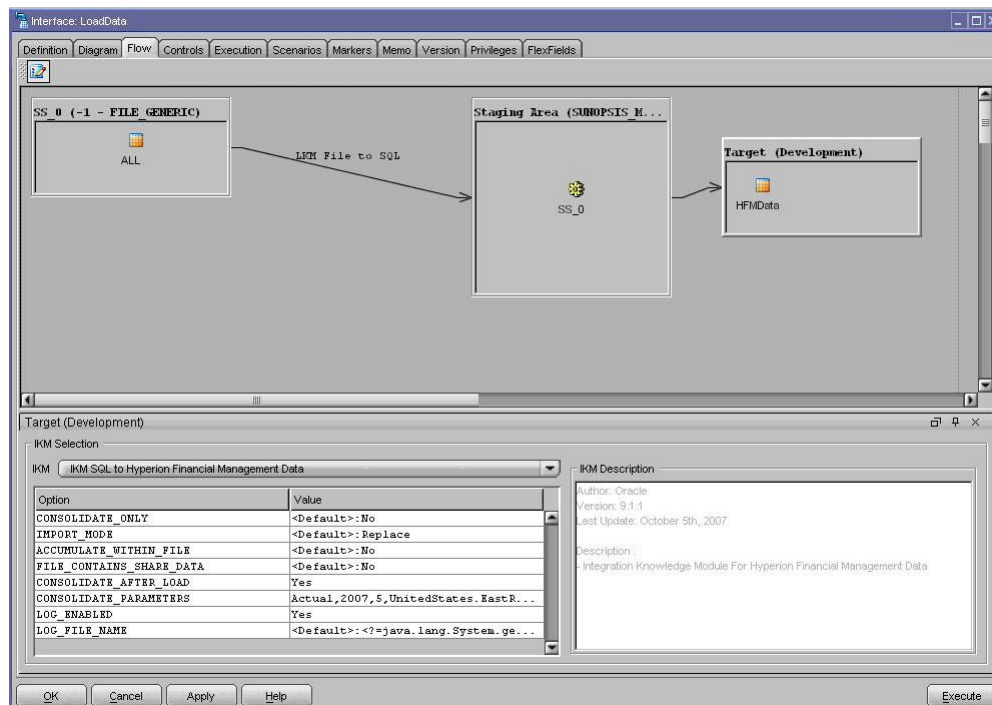 Interface: LoadData
Definition Diagram Flow Controls Execution Scenarios Markers Memo Version Privileges FlexFields
SS_0 (-1 - FILE_GENERIC)
ALL
LKM File to SQL
Staging Area (SUNOPSIS_M...
SS_0
Target (Development)
HFMData
Target (Development)
IKM Selection
IKM IKM SQL to Hyperion Financial Management Data
Option Value
CONSOLIDATE_ONLY <Default>:No
IMPORT_MODE <Default>:Replace
ACCUMULATE_WITHIN_FILE <Default>:No
FILE_CONTAINS_SHARE_DATA <Default>:No
CONSOLIDATE_AFTER_LOAD Yes
CONSOLIDATE_PARAMETERS Actual,2007,5,UnitedStates.EastR...
LOG_ENABLED Yes
LOG_FILE_NAME <Default>:<?=java.lang.System.ge...
IKM Description
Author: Oracle
Version: 9.1.1
Last Update: October 5th, 2007
Description :
- Integration Knowledge Module For Hyperion Financial Management Data
OK Cancel Apply Help Execute